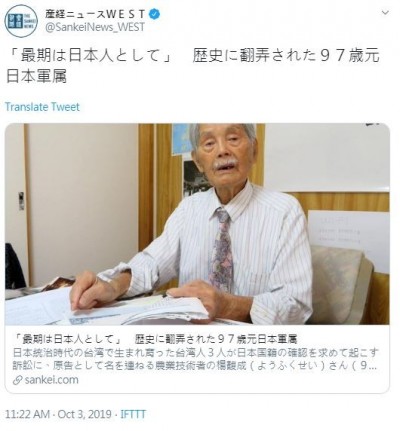 THE SANKEI NEWS
産経ニュースWEST
@SankeiNews_WEST
「最期は日本人として」　歴史に翻弄された９７歳元
日本軍属
Translate Tweet
「最期は日本人として」　歴史に翻弄された９７歳元日本軍属
日本統治時代の台湾で生まれ育った台湾人３人が日本国籍の確認を求めて起こす
訴訟に、原告として名を連ねる農業技術者の楊馥成（ようふくせい）さん（９...
sankei.com
11:22 AM · Oct 3, 2019 · IFTTT